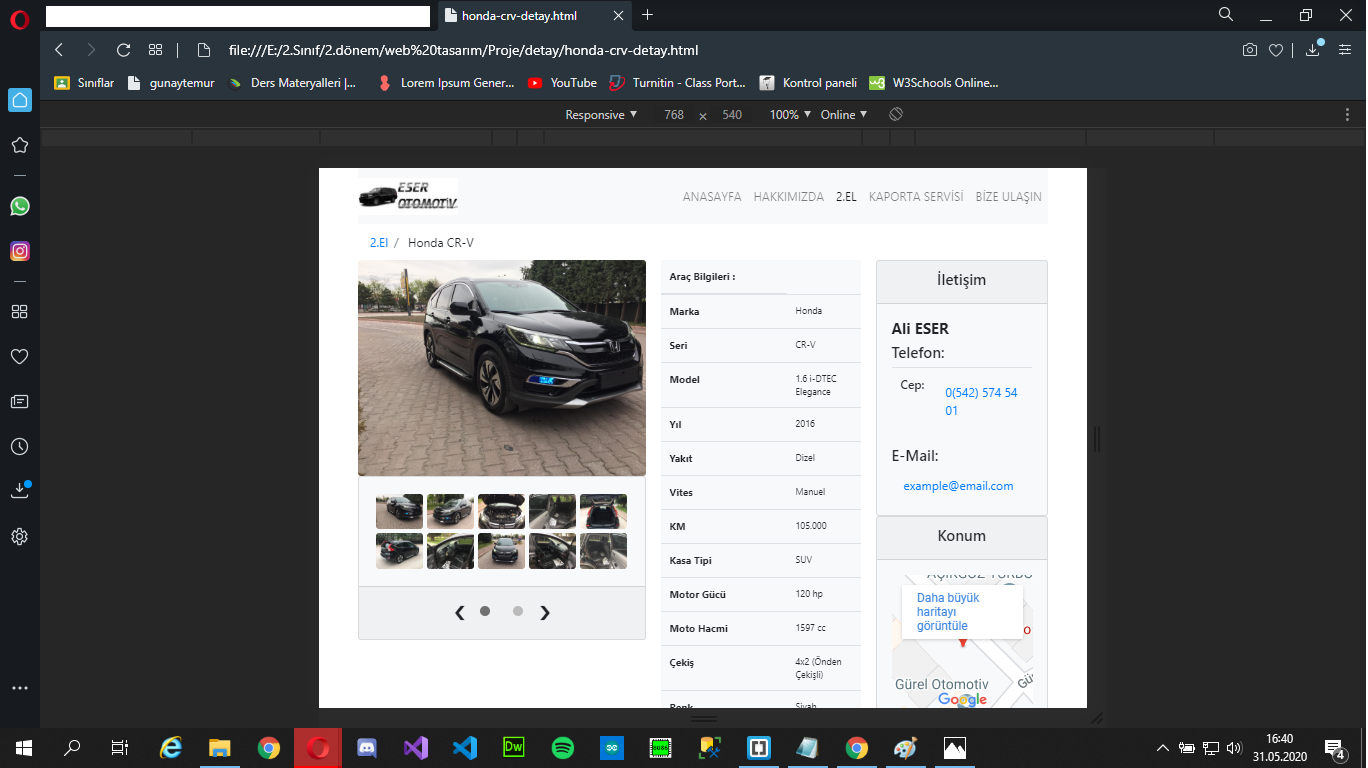 honda-crv-detay.html
file:///E:/2.Sınıf/2.dönem/web%20tasarım/Proje/detay/honda-crv-detay.html
Sınıflar gunaytemur Ders Materyalleri |... Lorem Ipsum Gener... YouTube Turnitin - Class Port... Kontrol paneli W3Schools Online...
Responsive 768 × 540 100% Online
ESER
OTOMOTİV
ANASAYFA HAKKIMIZDA 2.EL KAPORTA SERVİSİ BİZE ULAŞIN
2.El / Honda CR-V
Araç Bilgileri :
Marka Honda
Seri CR-V
Model 1.6 i-DTEC
Elegance
Yıl 2016
Yakıt Dizel
Vites Manuel
KM 105.000
Kasa Tipi SUV
Motor Gücü 120 hp
Moto Hacmi 1597 cc
Çekiş 4x2 (Önden
Çekişli)
Renk Siyah
İletişim
Ali ESER
Telefon:
Cep: 0(542) 574 54
01
E-Mail:
example@email.com
Konum
AÇIKGÖZ TURBO
Daha büyük
haritayı
görüntüle
Gürel Otomotiv
Google
16:40
31.05.2020
4